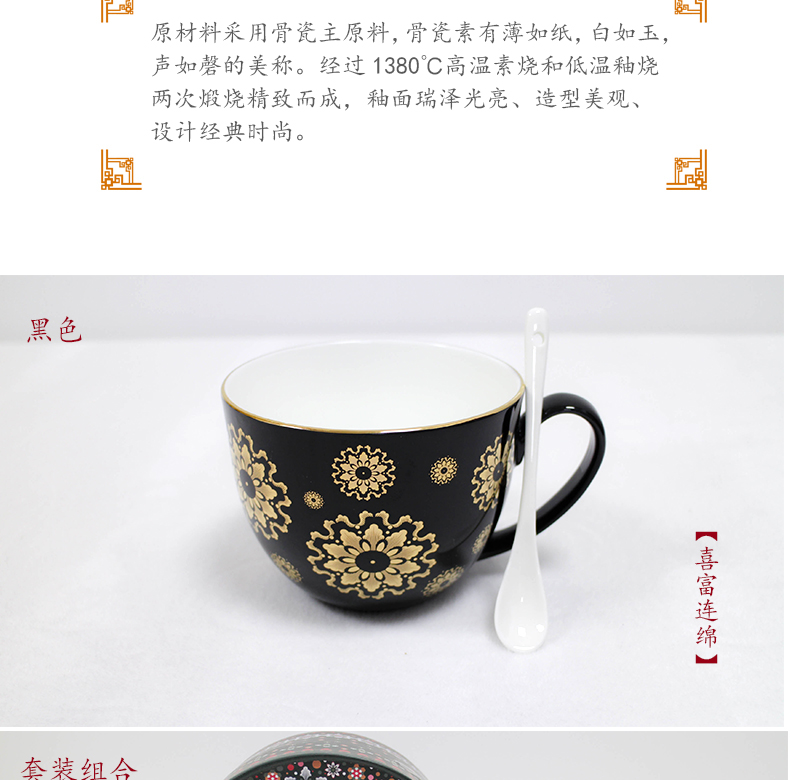 原材料采用骨瓷主原料,骨瓷素有薄如纸,白如玉,
声如磬的美称。经过1380℃高温素烧和低温釉烧
两次煅烧精致而成，釉面瑞泽光亮、造型美观、
设计经典时尚。
黑色
【喜富连绵】
套装组合